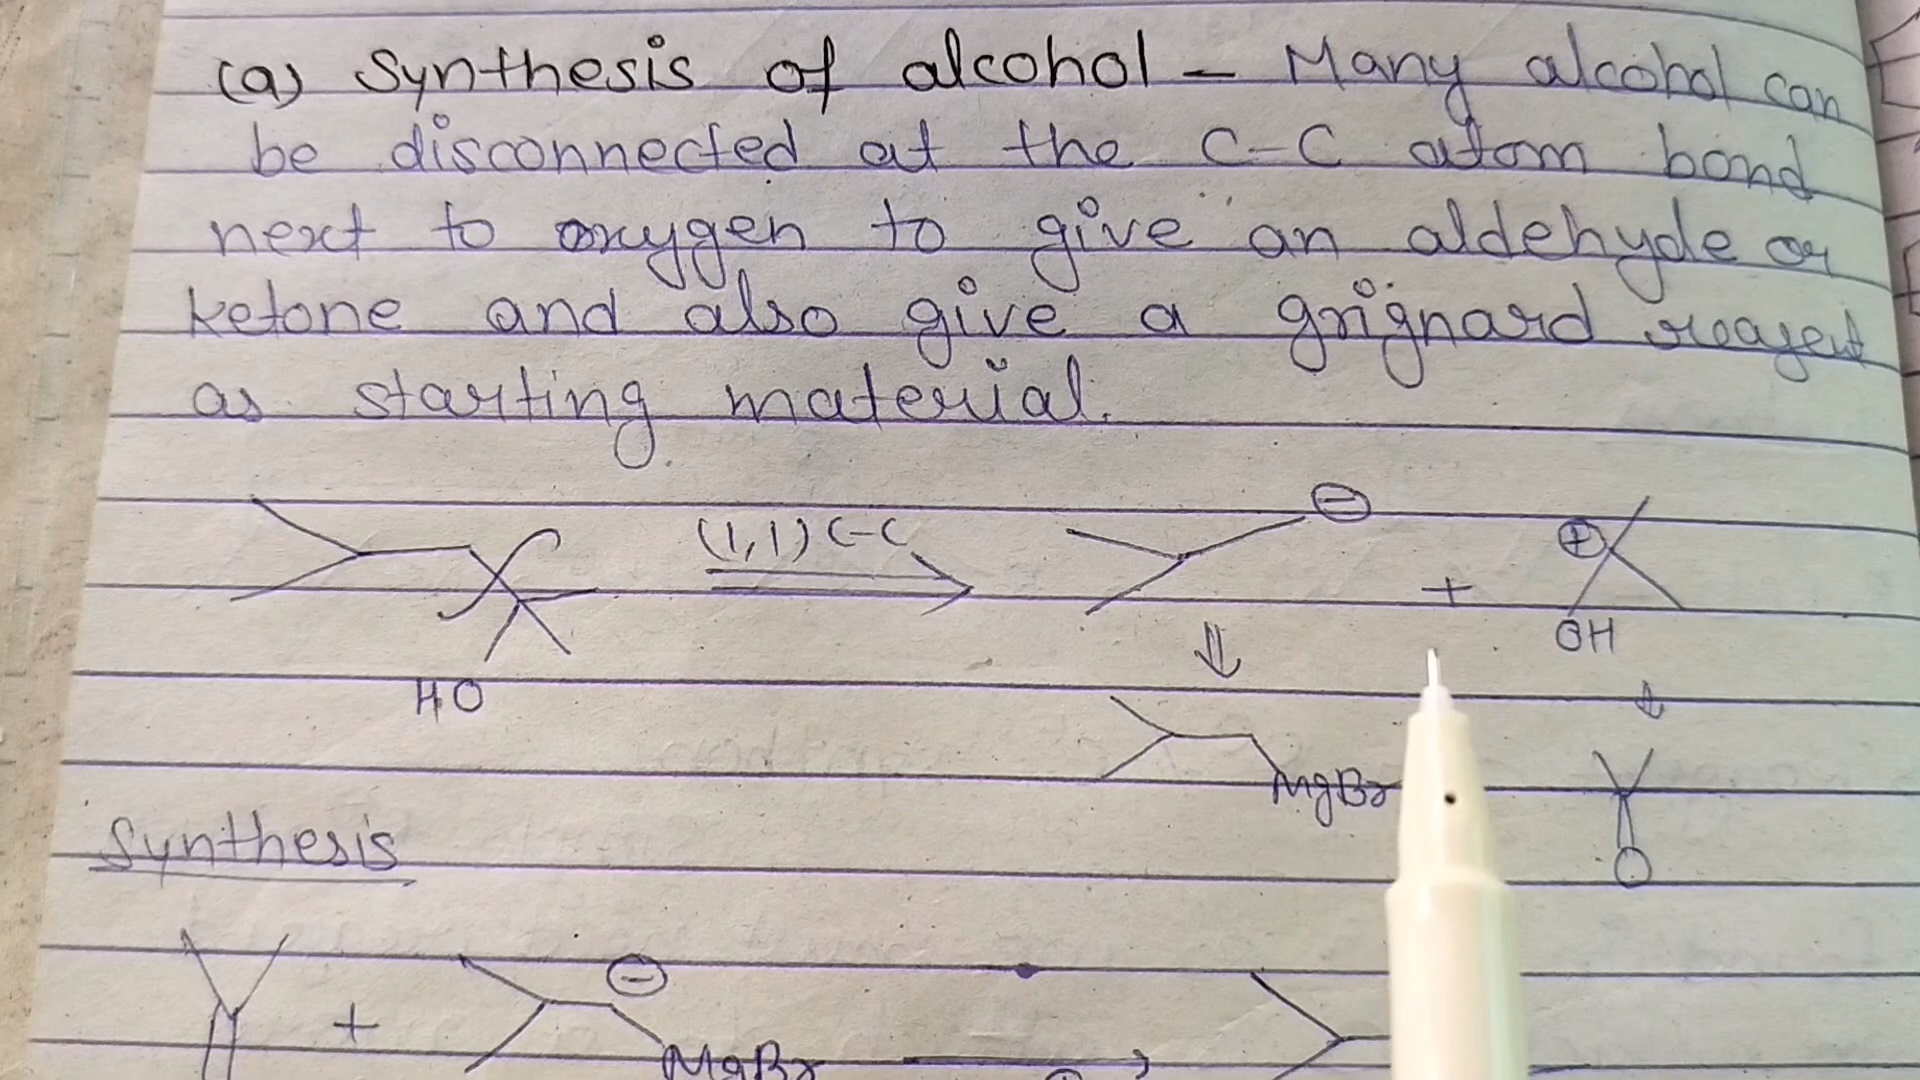 (a) Synthesis of alcohol - Many alcohol can
be disconnected at the C-C atom bond
next to oxygen to give an aldehyde or
ketone and also give a grignard reagent
as starting material.
(1,1) C-C
⊖
⊕
+
OH
HO
MgBr
O
Synthesis
+
⊖
MgBr